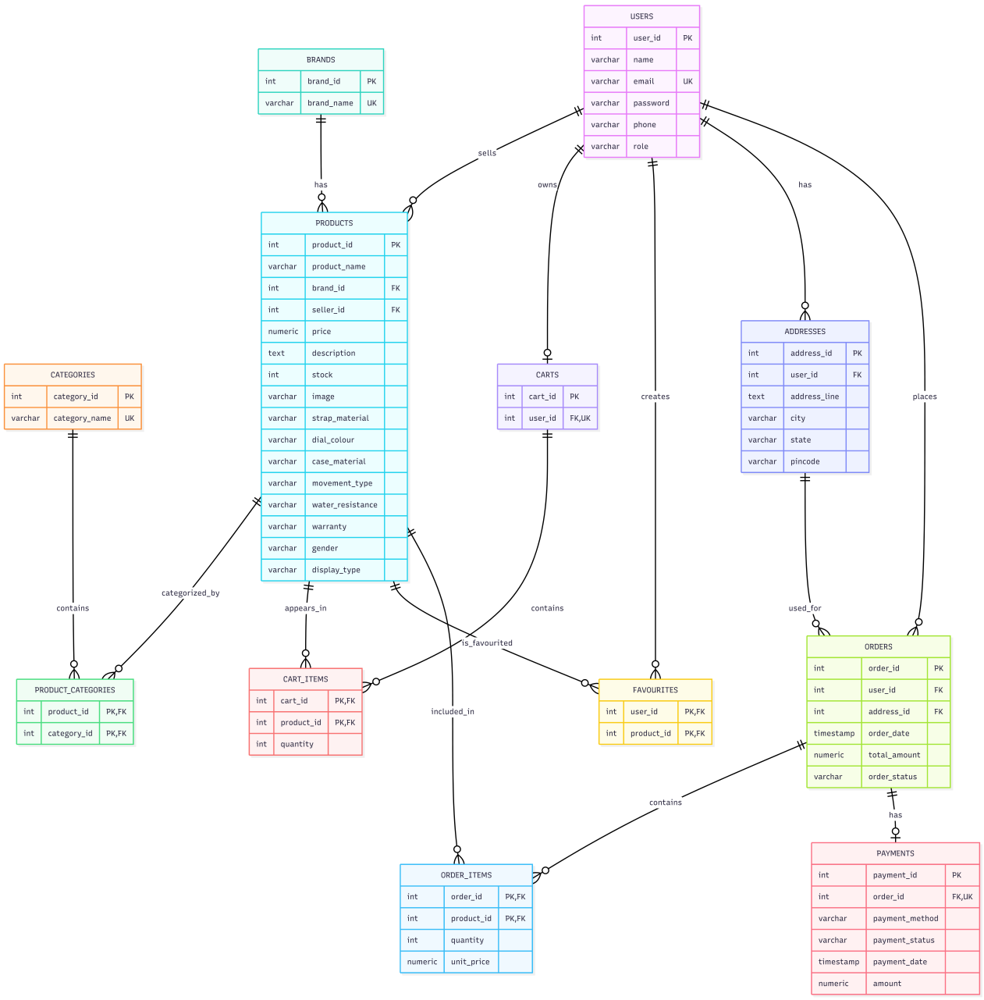 USERS
int user_id PK
varchar name
varchar email UK
varchar password
varchar phone
varchar role
BRANDS
int brand_id PK
varchar brand_name UK
sells
has
owns
has
PRODUCTS
int product_id PK
varchar product_name
int brand_id FK
int seller_id FK
numeric price
text description
int stock
varchar image
varchar strap_material
varchar dial_colour
varchar case_material
varchar movement_type
varchar water_resistance
varchar warranty
varchar gender
varchar display_type
ADDRESSES
int address_id PK
int user_id FK
text address_line
varchar city
varchar state
varchar pincode
CATEGORIES
int category_id PK
varchar category_name UK
CARTS
int cart_id PK
int user_id FK,UK
creates
places
categorized_by
contains
appears_in
contains
used_for
is_favourited
ORDERS
int order_id PK
int user_id FK
int address_id FK
timestamp order_date
numeric total_amount
varchar order_status
CART_ITEMS
int cart_id PK,FK
int product_id PK,FK
int quantity
PRODUCT_CATEGORIES
int product_id PK,FK
int category_id PK,FK
FAVOURITES
int user_id PK,FK
int product_id PK,FK
included_in
contains
has
PAYMENTS
int payment_id PK
int order_id FK,UK
varchar payment_method
varchar payment_status
timestamp payment_date
numeric amount
ORDER_ITEMS
int order_id PK,FK
int product_id PK,FK
int quantity
numeric unit_price